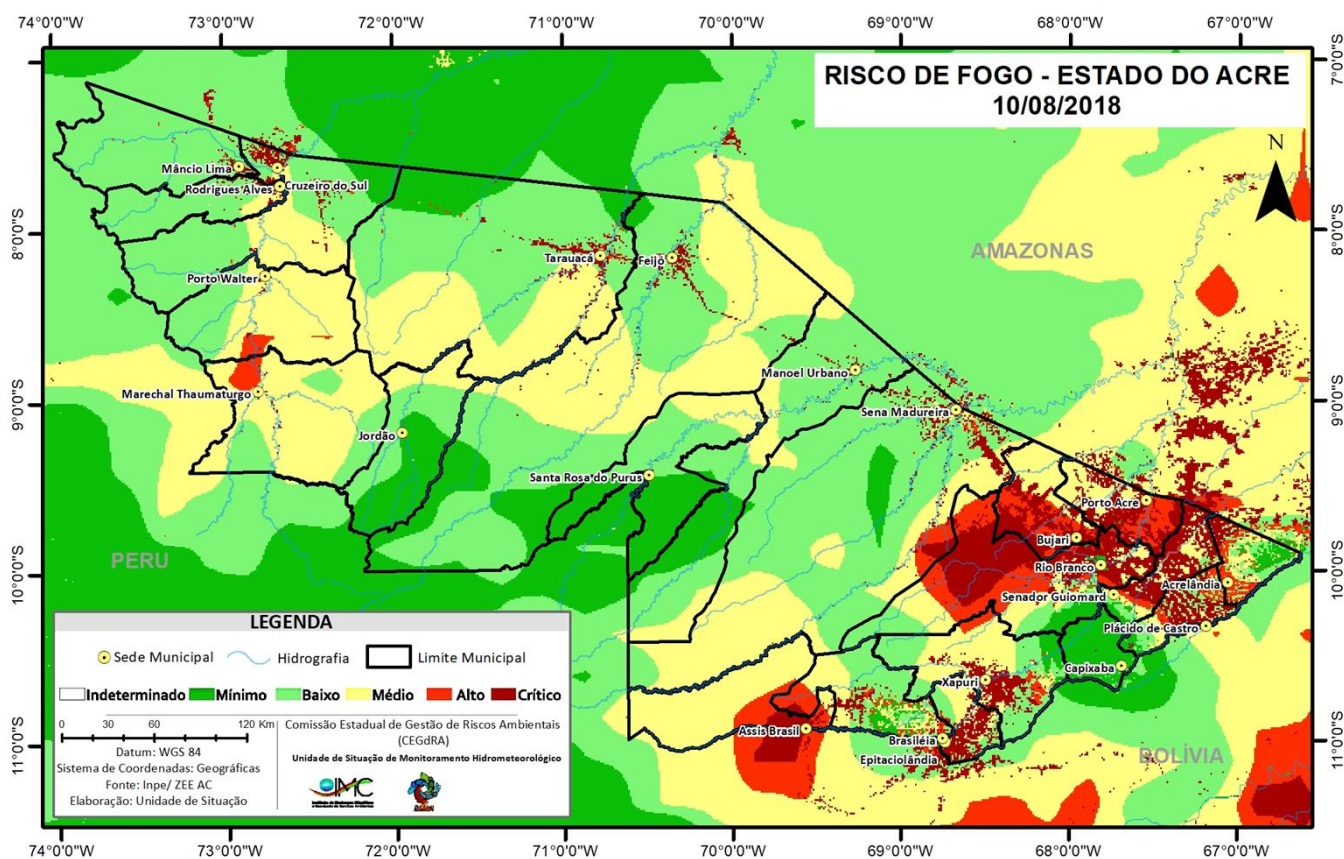 74°0'0"W 73°0'0"W 72°0'0"W 71°0'0"W 70°0'0"W 69°0'0"W 68°0'0"W 67°0'0"W
RISCO DE FOGO - ESTADO DO ACRE
10/08/2018
N
7°0'0"S
7°0'0"S
8°0'0"S
8°0'0"S
9°0'0"S
9°0'0"S
10°0'0"S
10°0'0"S
11°0'0"S
11°0'0"S
Mâncio Lima
Rodrigues Alves
Cruzeiro do Sul
AMAZONAS
Tarauacá
Feijó
Porto Walter
Manoel Urbano
Marechal Thaumaturgo
Sena Madureira
Jordão
Santa Rosa do Purus
Porto Acre
Bujari
PERU
Rio Branco
Acrelândia
Senador Guiomard
Plácido de Castro
Capixaba
Xapuri
Assis Brasil
Brasiléia
Epitaciolândia
BOLÍVIA
LEGENDA
Sede Municipal Hidrografia Limite Municipal
Indeterminado Mínimo Baixo Médio Alto Crítico
0 30 60 120 Km
Datum: WGS 84
Sistema de Coordenadas: Geográficas
Fonte: Inpe/ ZEE AC
Elaboração: Unidade de Situação
Comissão Estadual de Gestão de Riscos Ambientais
(CEGdRA)
Unidade de Situação de Monitoramento Hidrometeorológico
IMC
74°0'0"W 73°0'0"W 72°0'0"W 71°0'0"W 70°0'0"W 69°0'0"W 68°0'0"W 67°0'0"W